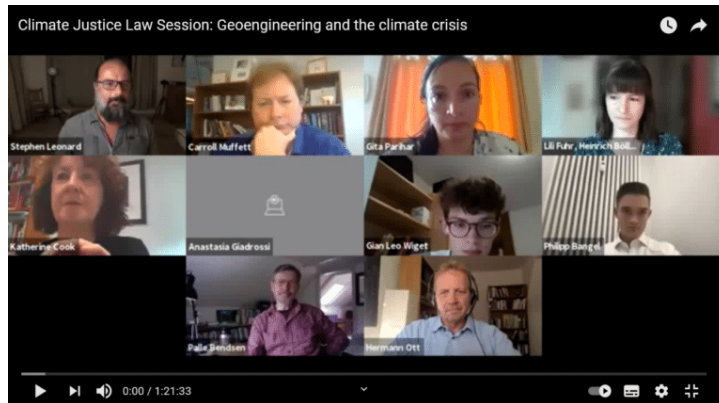 Climate Justice Law Session: Geoengineering and the climate crisis
Stephen Leonard
Carroll Muffett
Gita Parihar
Lili Fuhr, Heinrich Böll...
Katherine Cook
Anastasia Giadrossi
Gian Leo Wiget
Philipp Bangel
Palle Bendsen
Hermann Ott
0:00 / 1:21:33